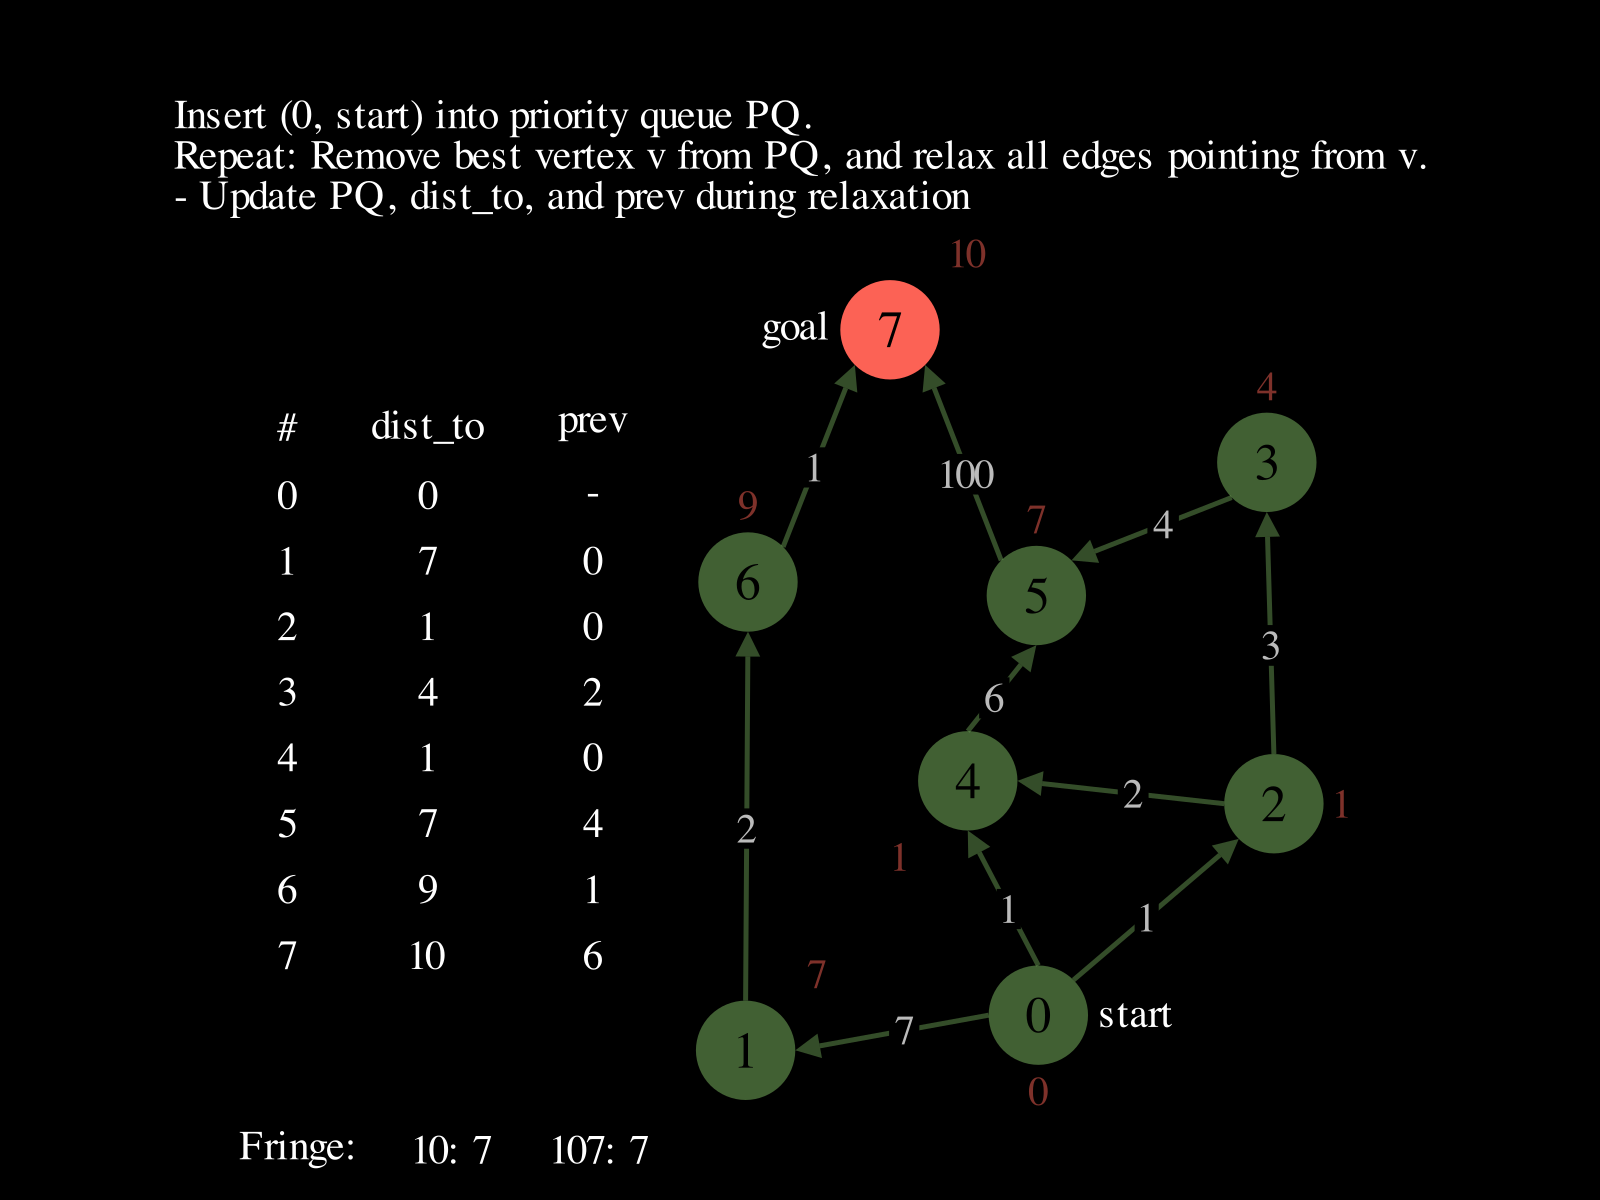 Insert (0, start) into priority queue PQ.
Repeat: Remove best vertex v from PQ, and relax all edges pointing from v.
- Update PQ, dist_to, and prev during relaxation
10
goal 7
4
3
1
100
4
9
7
6
5
3
6
2
4
2
2
1
1
1
1
7
1
7
0 start
0
# dist_to prev
0 0 -
1 7 0
2 1 0
3 4 2
4 1 0
5 7 4
6 9 1
7 10 6
Fringe: 10: 7 107: 7